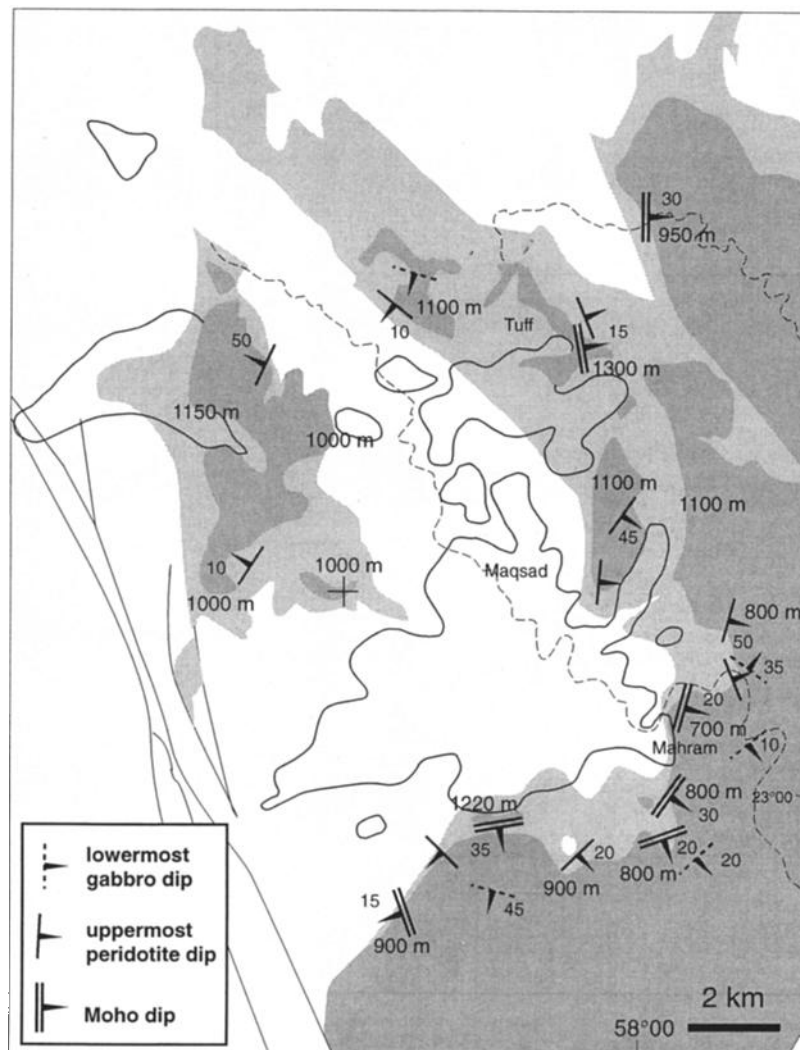 30
950 m
1100 m
10
Tuff
15
1300 m
50
1150 m
1000 m
1100 m
1100 m
45
10
1000 m
1000 m
Maqsad
800 m
50
35
20
700 m
Mahram
10
1220 m
800 m
23°00
30
35
20
900 m
20
800 m
20
15
900 m
45
lowermost
gabbro dip
uppermost
peridotite dip
Moho dip
2 km
58°00